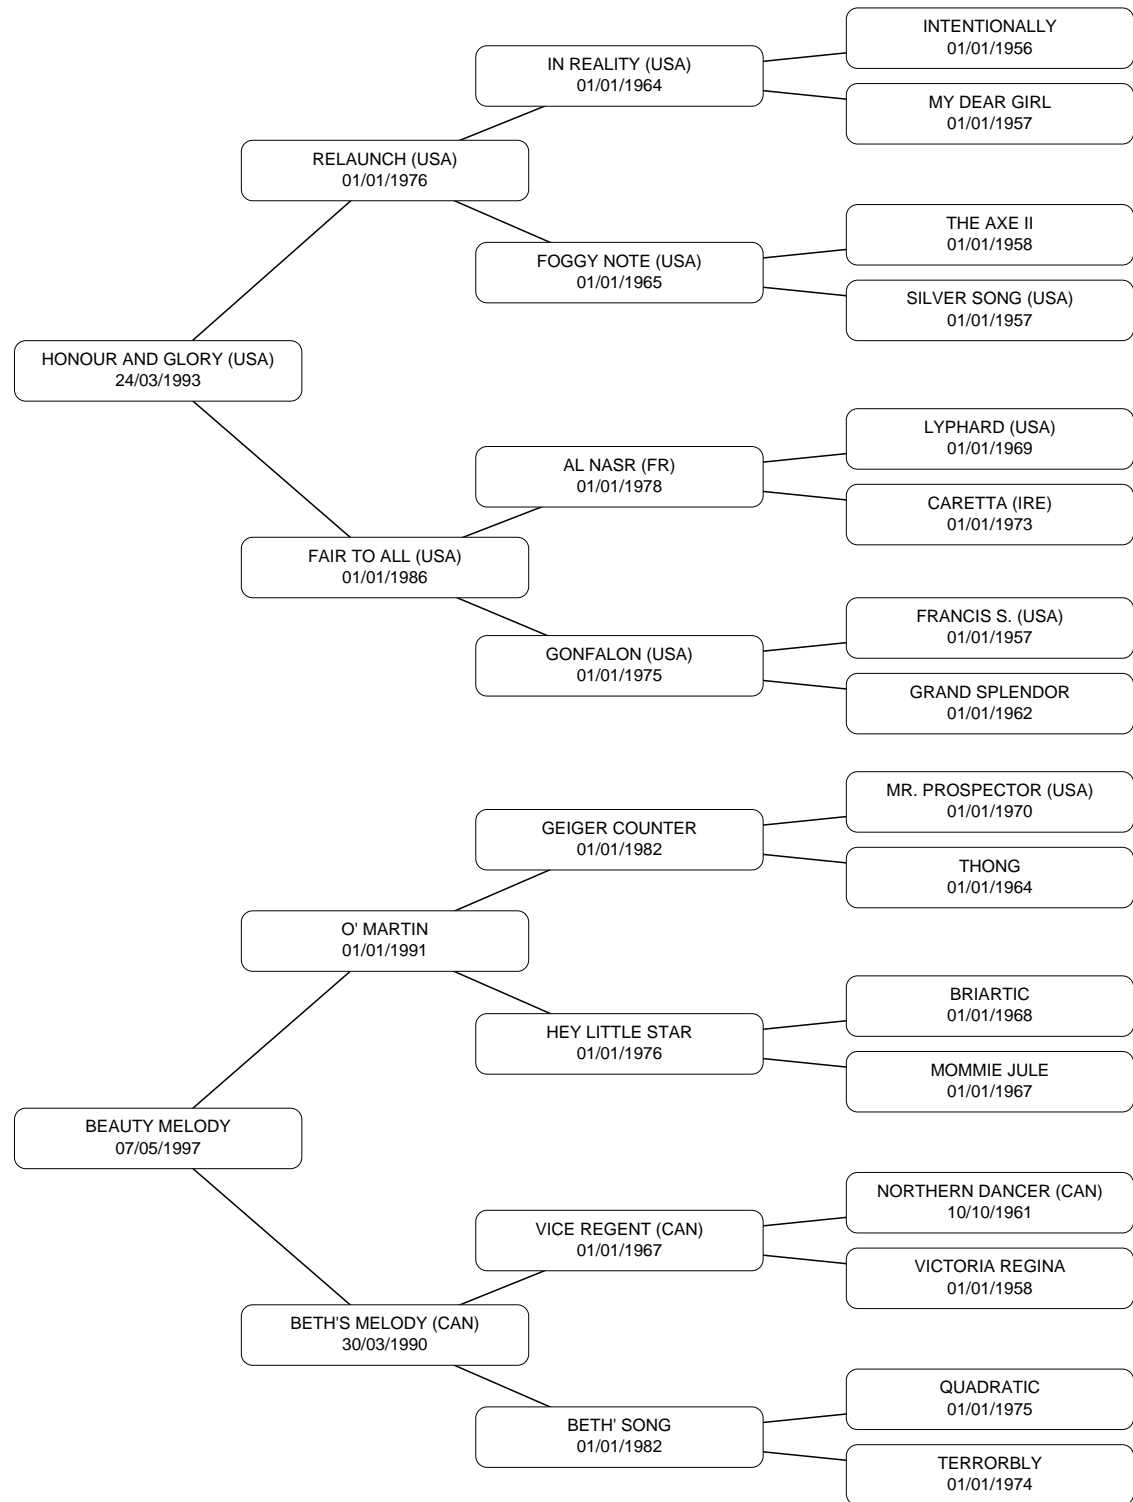 INTENTIONALLY
01/01/1956
IN REALITY (USA)
01/01/1964
MY DEAR GIRL
01/01/1957
RELAUNCH (USA)
01/01/1976
THE AXE II
01/01/1958
FOGGY NOTE (USA)
01/01/1965
SILVER SONG (USA)
01/01/1957
HONOUR AND GLORY (USA)
24/03/1993
LYPHARD (USA)
01/01/1969
AL NASR (FR)
01/01/1978
CARETTA (IRE)
01/01/1973
FAIR TO ALL (USA)
01/01/1986
FRANCIS S. (USA)
01/01/1957
GONFALON (USA)
01/01/1975
GRAND SPLENDOR
01/01/1962
MR. PROSPECTOR (USA)
01/01/1970
GEIGER COUNTER
01/01/1982
THONG
01/01/1964
O' MARTIN
01/01/1991
BRIARTIC
01/01/1968
HEY LITTLE STAR
01/01/1976
MOMMIE JULE
01/01/1967
BEAUTY MELODY
07/05/1997
NORTHERN DANCER (CAN)
10/10/1961
VICE REGENT (CAN)
01/01/1967
VICTORIA REGINA
01/01/1958
BETH'S MELODY (CAN)
30/03/1990
QUADRATIC
01/01/1975
BETH' SONG
01/01/1982
TERRORBLY
01/01/1974